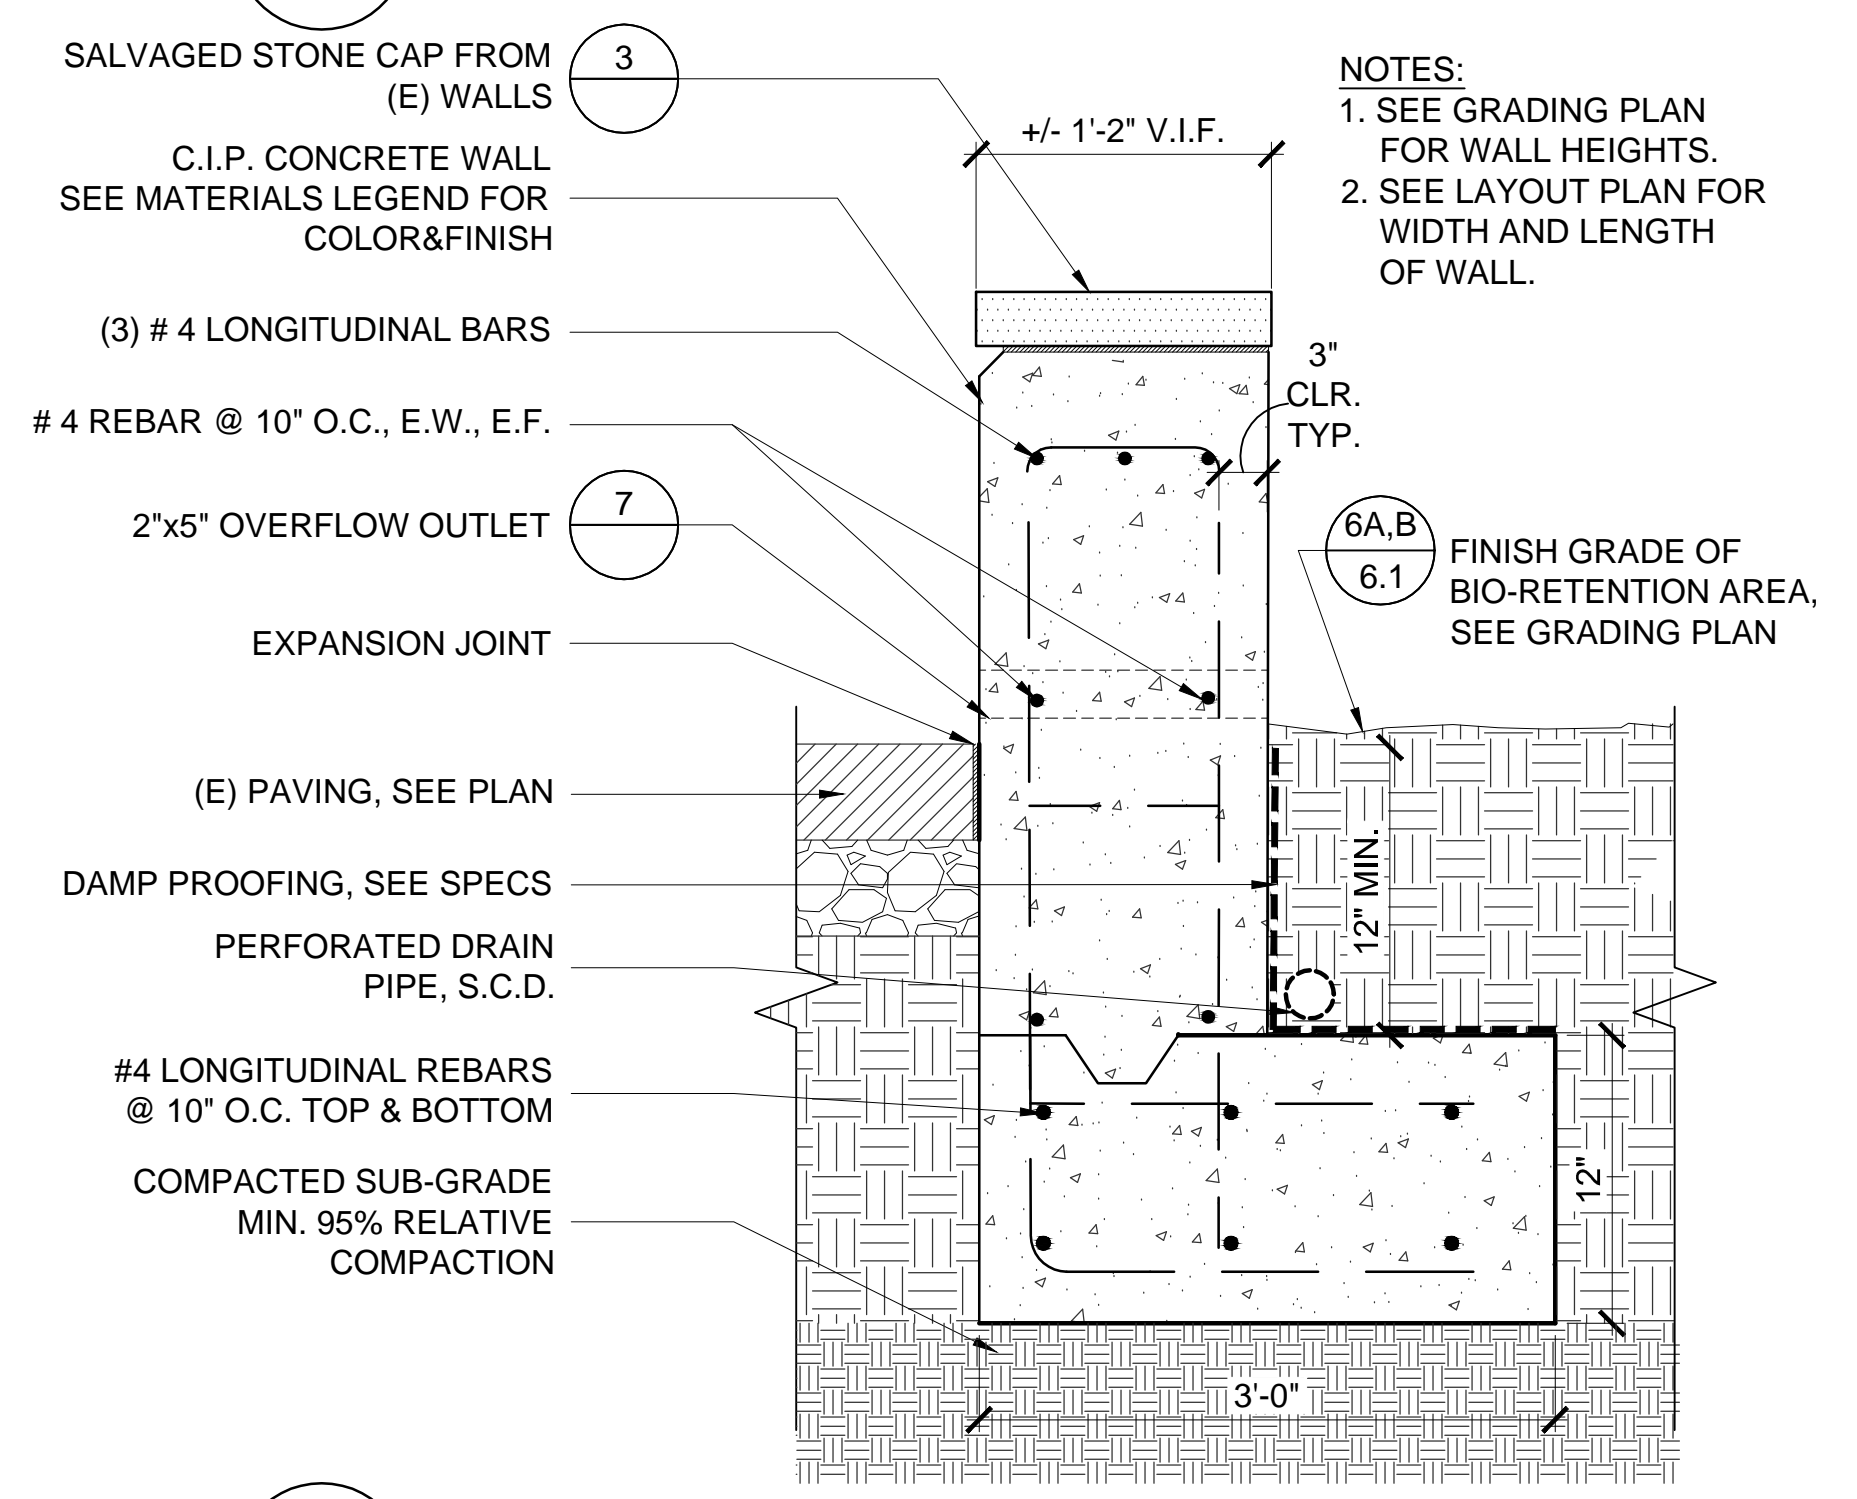 SALVAGED STONE CAP FROM
(E) WALLS
3
C.I.P. CONCRETE WALL
SEE MATERIALS LEGEND FOR
COLOR&FINISH
(3) # 4 LONGITUDINAL BARS
# 4 REBAR @ 10" O.C., E.W., E.F.
2"x5" OVERFLOW OUTLET
7
EXPANSION JOINT
(E) PAVING, SEE PLAN
DAMP PROOFING, SEE SPECS
PERFORATED DRAIN
PIPE, S.C.D.
#4 LONGITUDINAL REBARS
@ 10" O.C. TOP & BOTTOM
COMPACTED SUB-GRADE
MIN. 95% RELATIVE
COMPACTION
+/- 1'-2" V.I.F.
NOTES:
1. SEE GRADING PLAN
FOR WALL HEIGHTS.
2. SEE LAYOUT PLAN FOR
WIDTH AND LENGTH
OF WALL.
3"
CLR.
TYP.
6A,B
6.1
FINISH GRADE OF
BIO-RETENTION AREA,
SEE GRADING PLAN
12" MIN.
12"
3'-0"